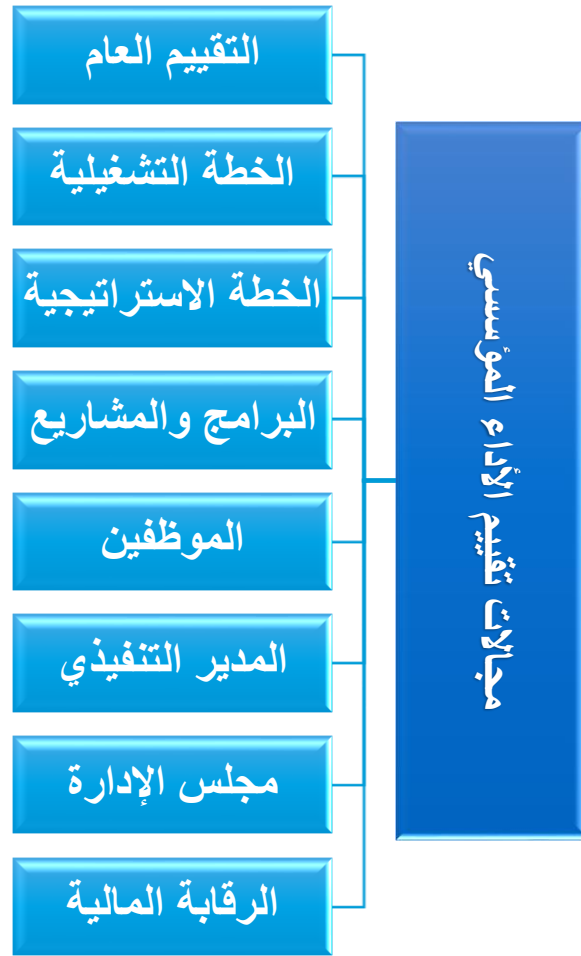 مجالات تقييم الأداء المؤسسي
التقييم العام
الخطة التشغيلية
الخطة الاستراتيجية
البرامج والمشاريع
الموظفين
المدير التنفيذي
مجلس الإدارة
الرقابة المالية